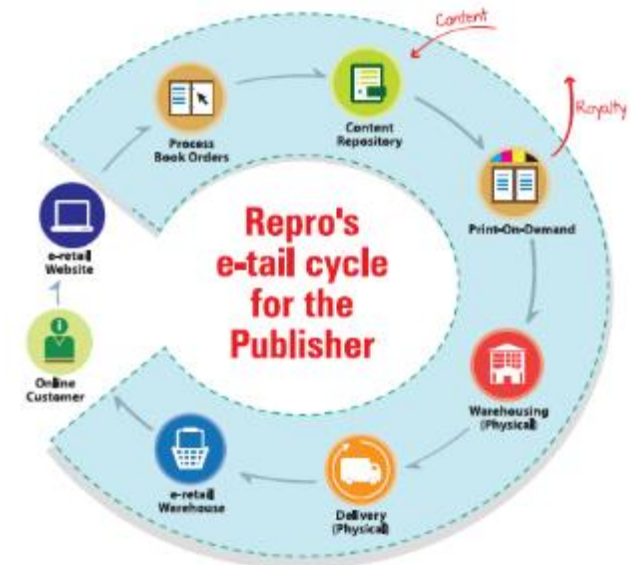 Content
Royalty
Process
Book Orders
Content
Repository
Print-On-Demand
e-retail
Website
Repro's
e-tail cycle
for the
Publisher
Online
Customer
Warehousing
(Physical)
e-retail
Warehouse
Delivery
(Physical)